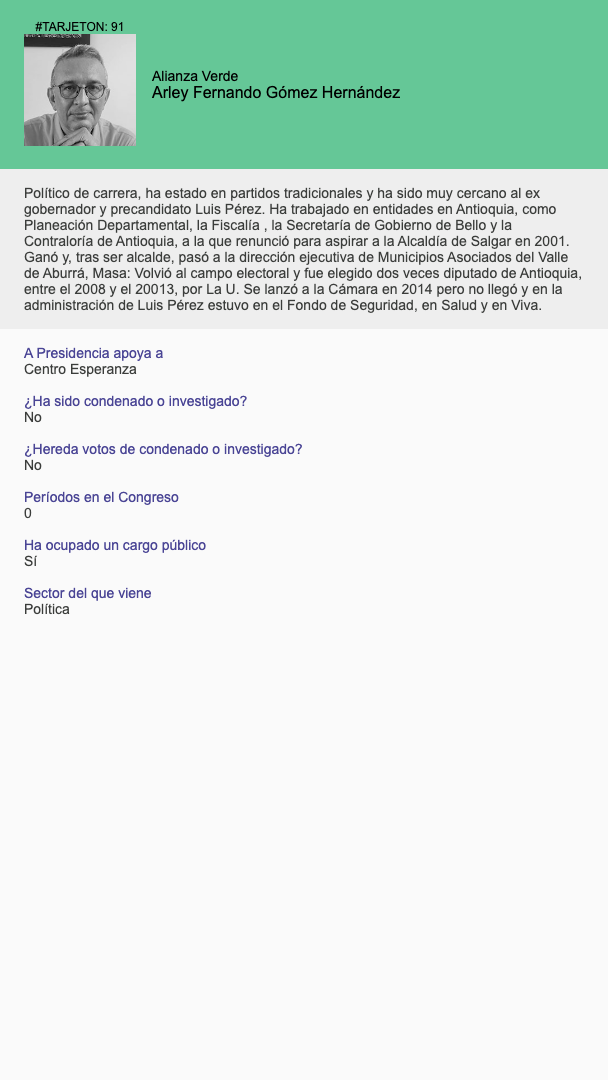 #TARJETON: 91
Alianza Verde
Arley Fernando Gómez Hernández
Político de carrera, ha estado en partidos tradicionales y ha sido muy cercano al ex
gobernador y precandidato Luis Pérez. Ha trabajado en entidades en Antioquia, como
Planeación Departamental, la Fiscalía , la Secretaría de Gobierno de Bello y la
Contraloría de Antioquia, a la que renunció para aspirar a la Alcaldía de Salgar en 2001.
Ganó y, tras ser alcalde, pasó a la dirección ejecutiva de Municipios Asociados del Valle
de Aburrá, Masa: Volvió al campo electoral y fue elegido dos veces diputado de Antioquia,
entre el 2008 y el 20013, por La U. Se lanzó a la Cámara en 2014 pero no llegó y en la
administración de Luis Pérez estuvo en el Fondo de Seguridad, en Salud y en Viva.
A Presidencia apoya a
Centro Esperanza
¿Ha sido condenado o investigado?
No
¿Hereda votos de condenado o investigado?
No
Períodos en el Congreso
0
Ha ocupado un cargo público
Sí
Sector del que viene
Política